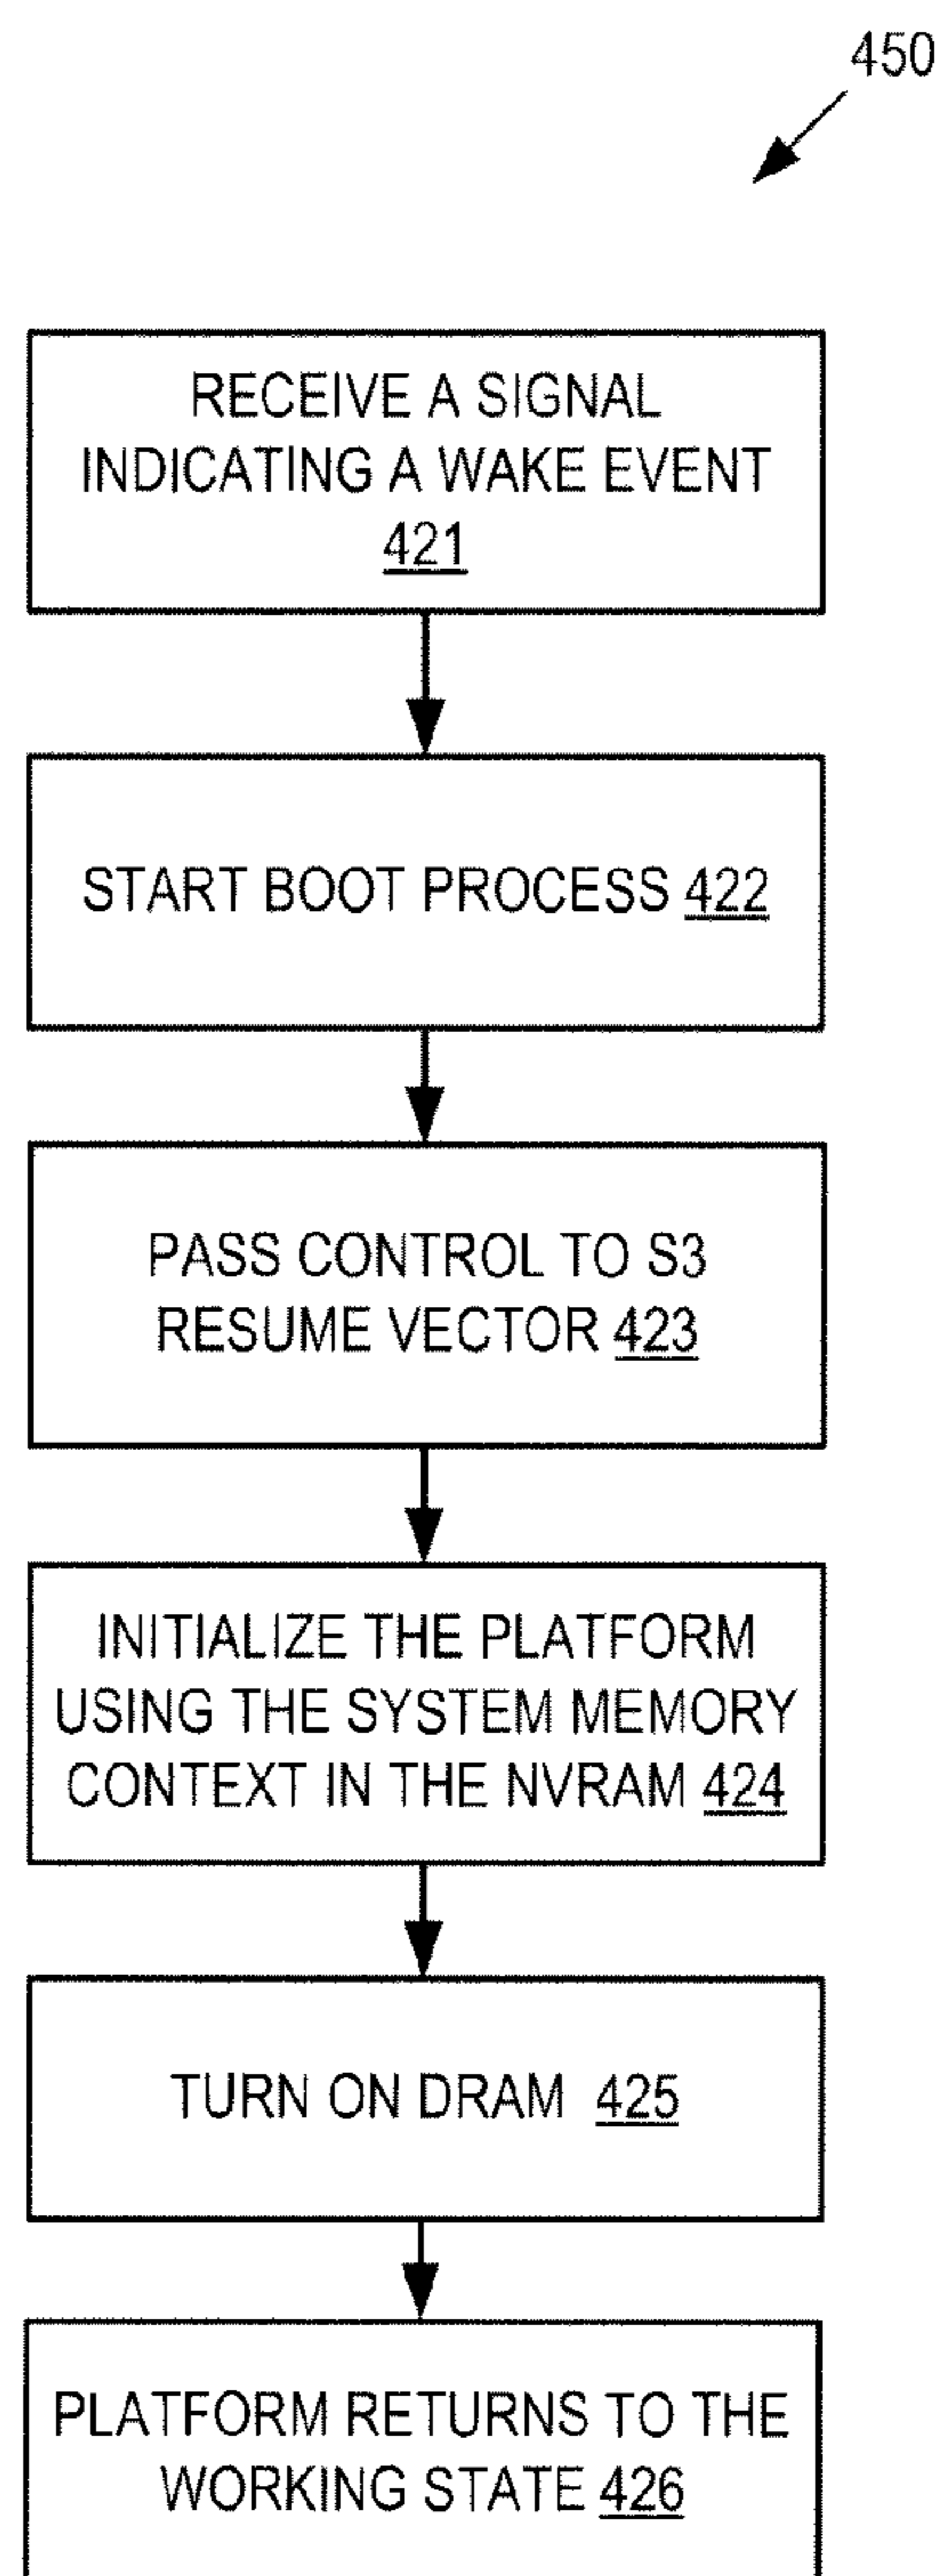 450
RECEIVE A SIGNAL
INDICATING A WAKE EVENT
421
START BOOT PROCESS 422
PASS CONTROL TO S3
RESUME VECTOR 423
INITIALIZE THE PLATFORM
USING THE SYSTEM MEMORY
CONTEXT IN THE NVRAM 424
TURN ON DRAM 425
PLATFORM RETURNS TO THE
WORKING STATE 426